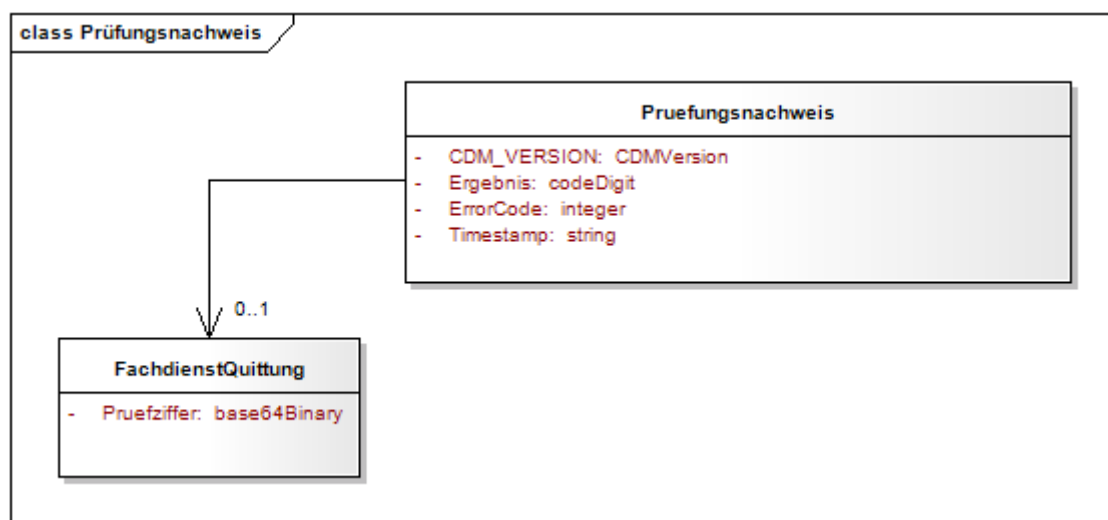 class Prüfungsnachweis
Pruefungsnachweis
- CDM_VERSION: CDMVersion
- Ergebnis: codeDigit
- ErrorCode: integer
- Timestamp: string
0..1
FachdienstQuittung
- Pruefziffer: base64Binary